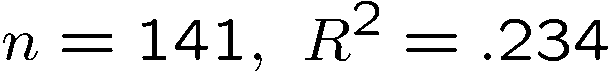 n = 141, R² = .234